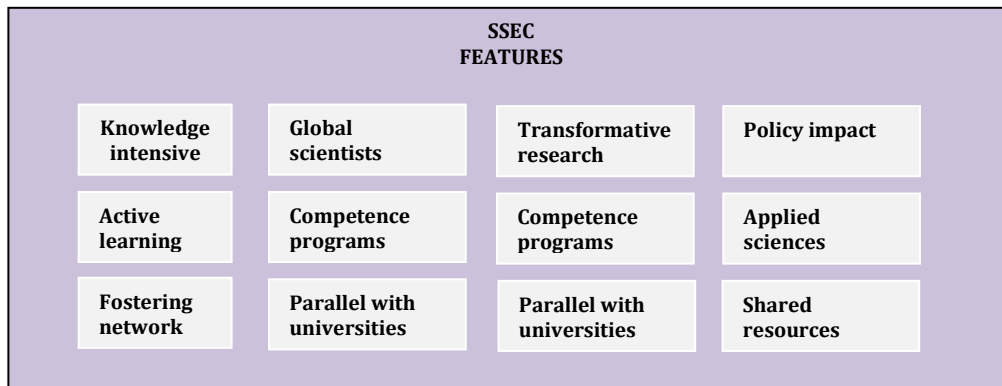 SSEC
FEATURES
Knowledge
intensive
Global
scientists
Transformative
research
Policy impact
Active
learning
Competence
programs
Competence
programs
Applied
sciences
Fostering
network
Parallel with
universities
Parallel with
universities
Shared
resources